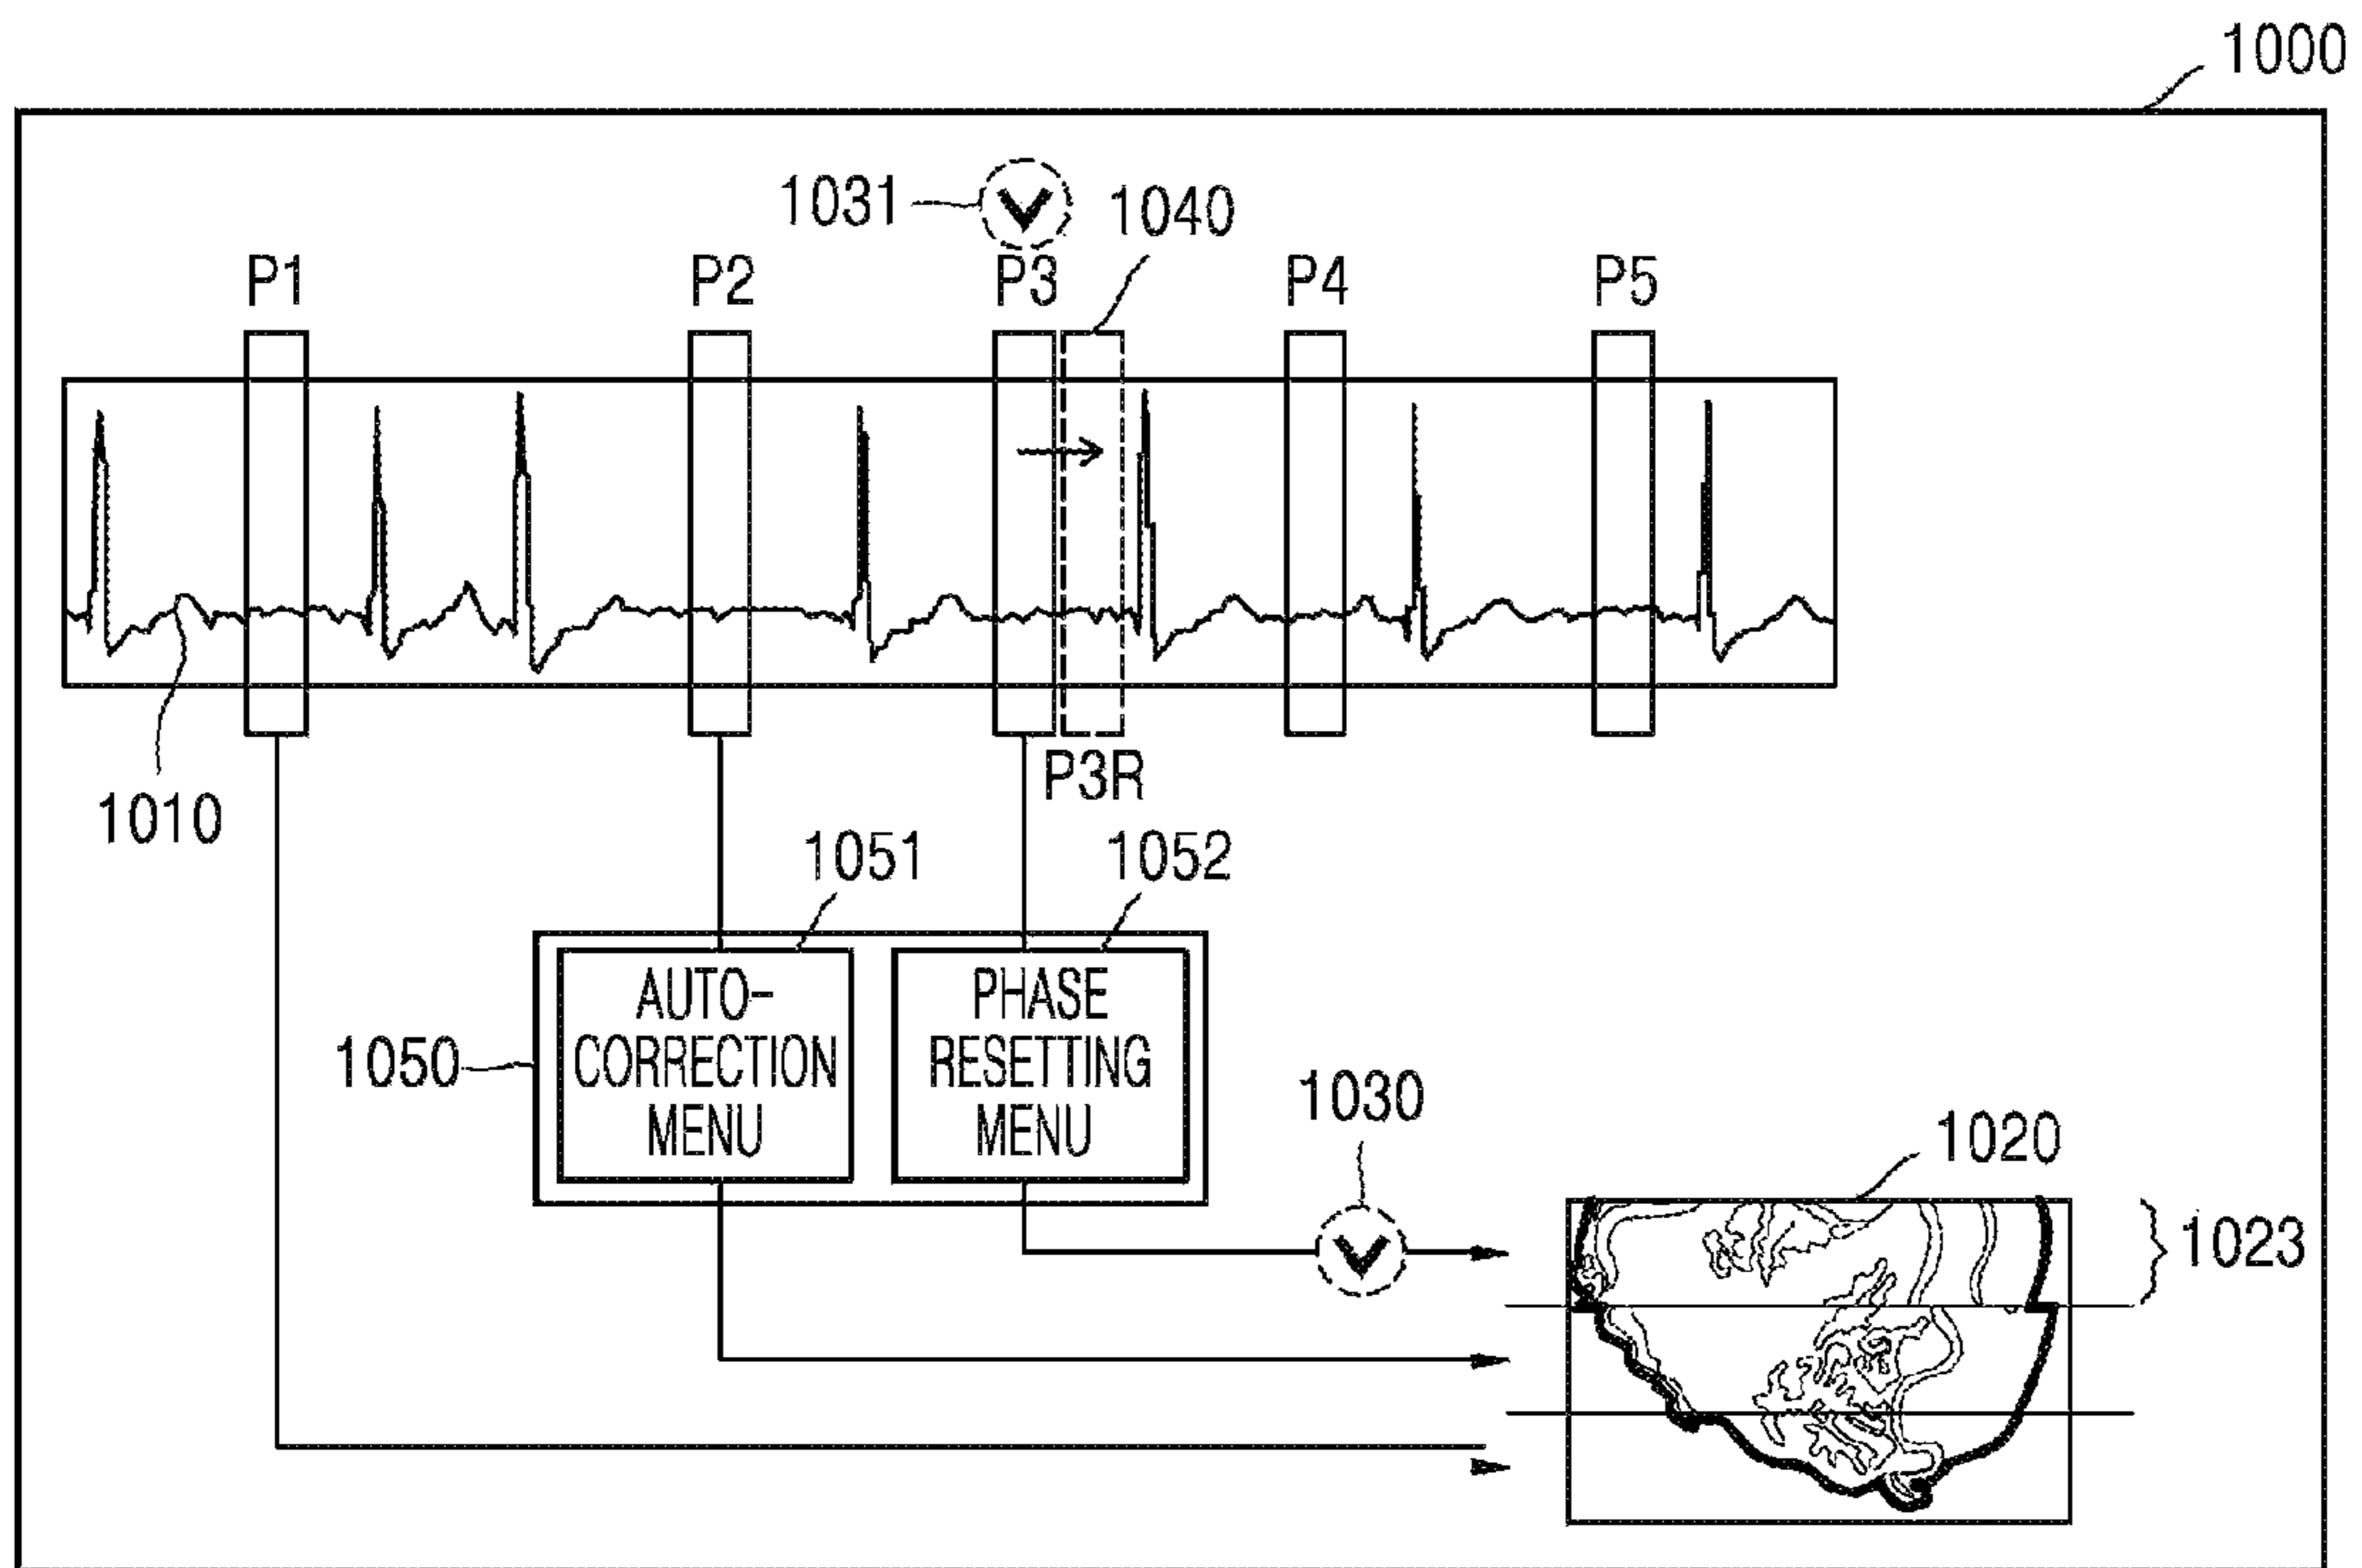 1000
1031
1040
P1
P2
P3
P4
P5
P3R
1010
1051
1052
AUTO-
CORRECTION
MENU
PHASE
RESETTING
MENU
1050
1030
1020
1023